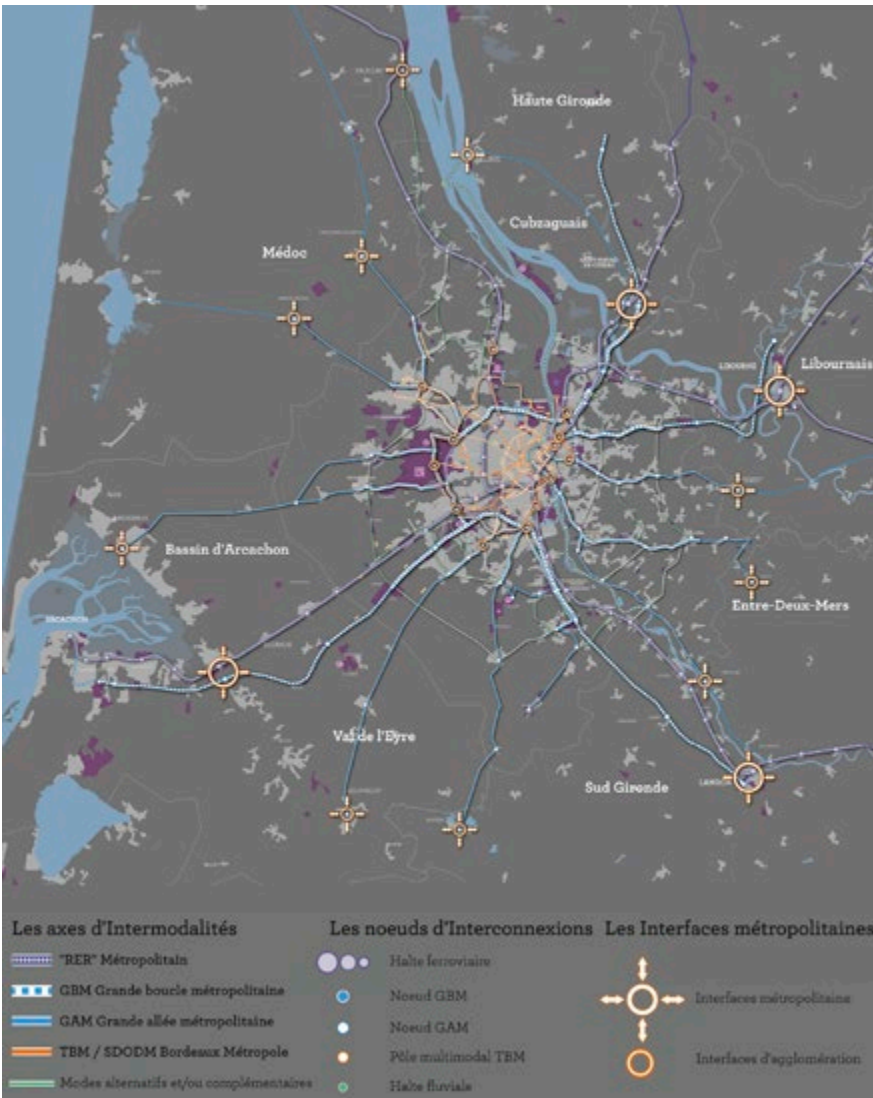 Haute Gironde
Cubzaguais
Médoc
LIBOURNE
Libournais
Bassin d'Arcachon
Entre-Deux-Mers
ARCACHON
Val de l'Eyre
Sud Gironde
LANGON
Les axes d'Intermodalités
"RER" Métropolitain
GBM Grande boucle métropolitaine
GAM Grande allée métropolitaine
TBM / SDODM Bordeaux Métropole
Modes alternatifs et/ou complémentaires
Les noeuds d'Interconnexions
Halte ferroviaire
Noeud GBM
Noeud GAM
Pôle multimodal TBM
Halte fluviale
Les Interfaces métropolitaines
Interfaces métropolitaine
Interfaces d'agglomération